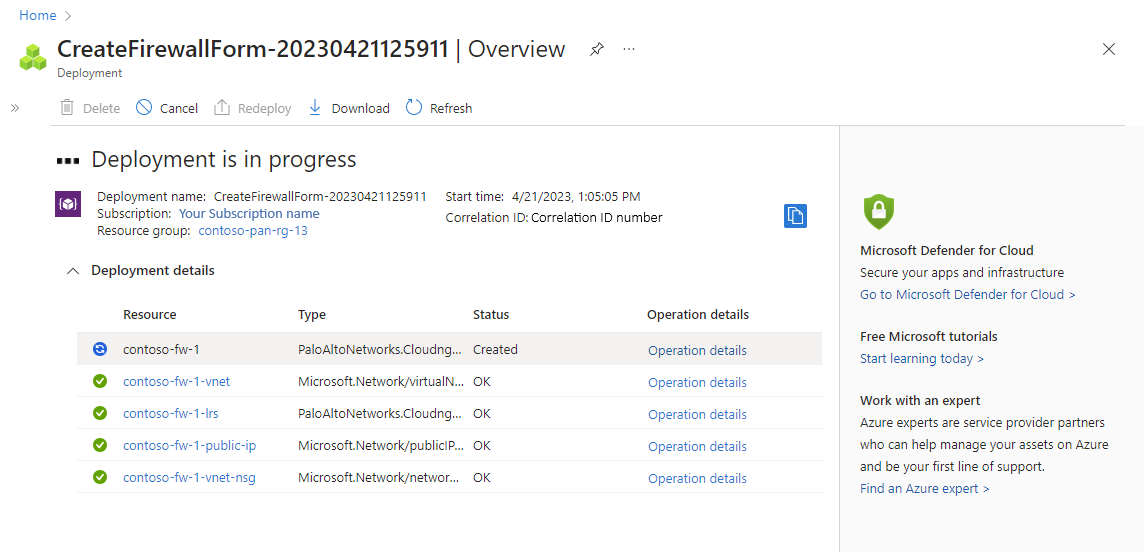 Home
CreateFirewallForm-20230421125911 | Overview
Deployment
Delete Cancel Redeploy Download Refresh
Deployment is in progress
Deployment name: CreateFirewallForm-20230421125911 Start time: 4/21/2023, 1:05:05 PM
Subscription: Your Subscription name Correlation ID: Correlation ID number
Resource group: contoso-pan-rg-13
Deployment details
Resource Type Status Operation details
contoso-fw-1 PaloAltoNetworks.Cloudng... Created Operation details
contoso-fw-1-vnet Microsoft.Network/virtualN... OK Operation details
contoso-fw-1-lrs PaloAltoNetworks.Cloudng... OK Operation details
contoso-fw-1-public-ip Microsoft.Network/publicIP... OK Operation details
contoso-fw-1-vnet-nsg Microsoft.Network/networ... OK Operation details
Microsoft Defender for Cloud
Secure your apps and infrastructure
Go to Microsoft Defender for Cloud >
Free Microsoft tutorials
Start learning today >
Work with an expert
Azure experts are service provider partners
who can help manage your assets on Azure
and be your first line of support.
Find an Azure expert >